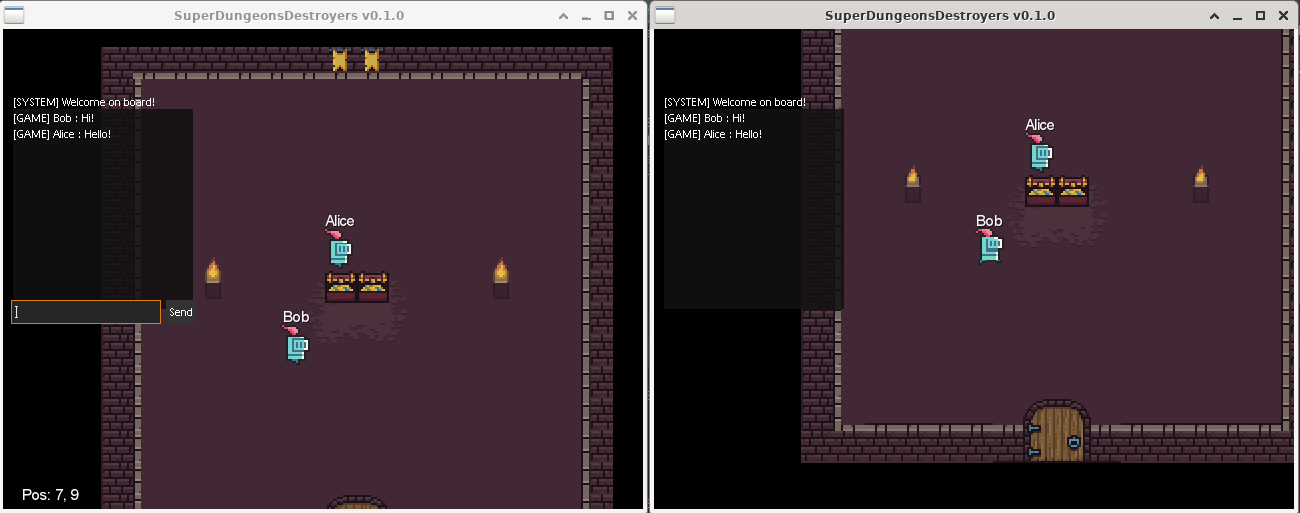 SuperDungeonsDestroyers v0.1.0
[SYSTEM] Welcome on board!
[GAME] Bob : Hi!
[GAME] Alice : Hello!
Alice
Send
Bob
Pos: 7, 9
SuperDungeonsDestroyers v0.1.0
[SYSTEM] Welcome on board!
[GAME] Bob : Hi!
[GAME] Alice : Hello!
Alice
Bob